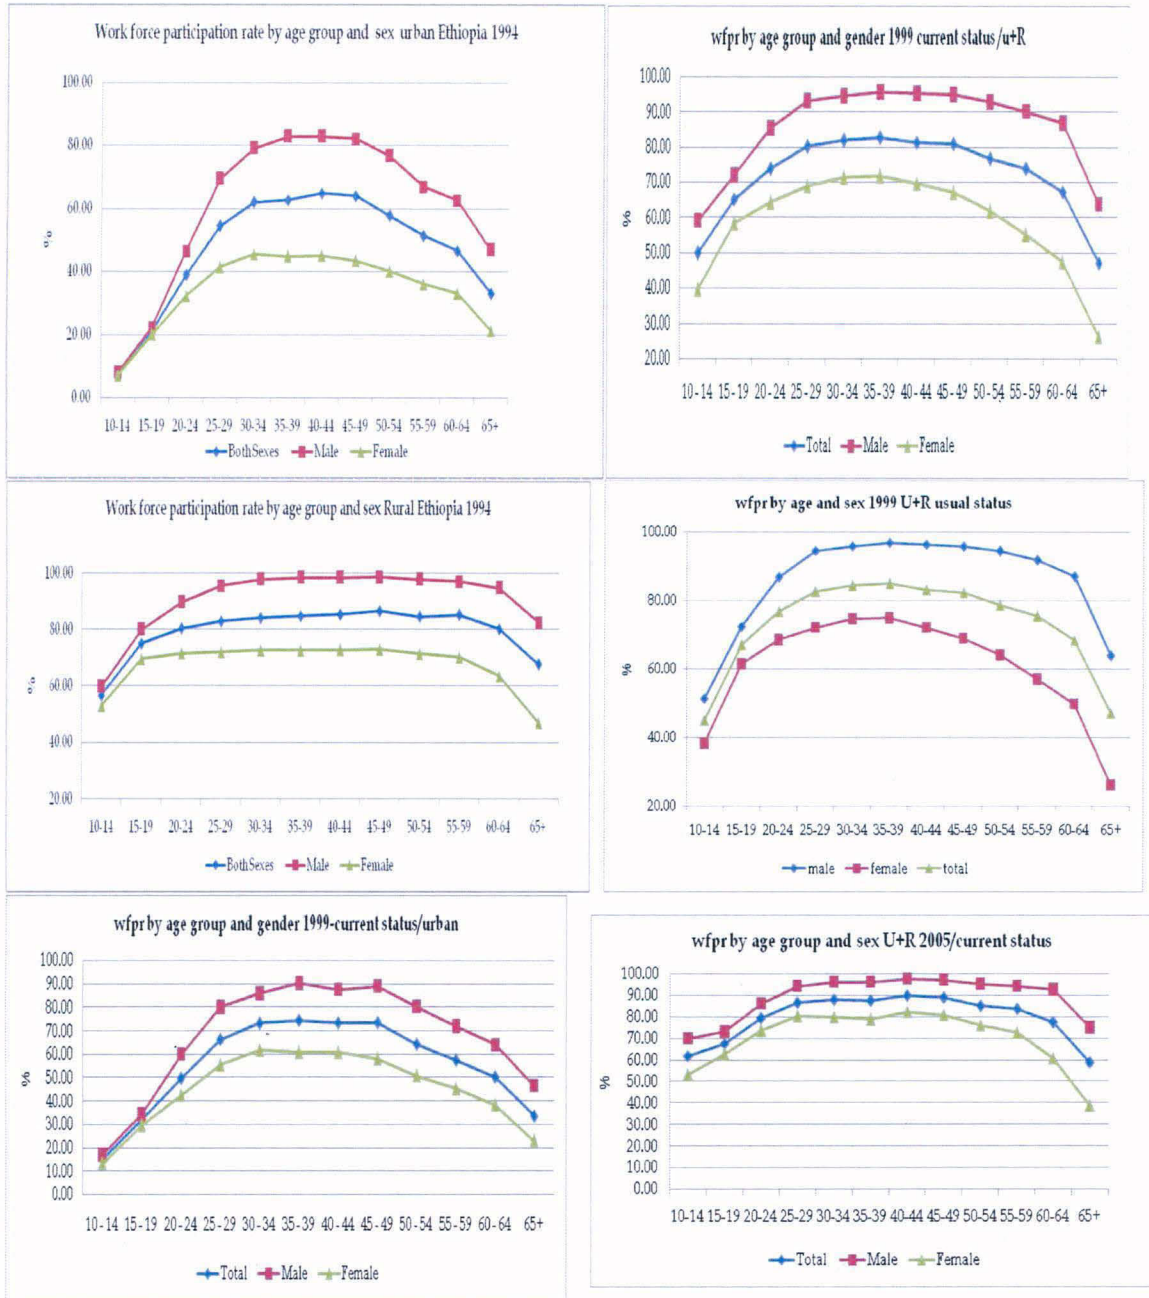 Work force participation rate by age group and sex urban Ethiopia 1994
100.00
80.00
60.00
40.00
20.00
0.00
%
10-14 15-19 20-24 25-29 30-34 35-39 40-44 45-49 50-54 55-59 60-64 65+
BothSexes Male Female
wfpr by age group and gender 1999 current status/u+R
100.00
90.00
80.00
70.00
60.00
50.00
40.00
30.00
20.00
%
10-14 15-19 20-24 25-29 30-34 35-39 40-44 45-49 50-54 55-59 60-64 65+
Total Male Female
Work force participation rate by age group and sex Rural Ethiopia 1994
100.00
80.00
60.00
40.00
20.00
%
10-14 15-19 20-24 25-29 30-34 35-39 40-44 45-49 50-54 55-59 60-64 65+
BothSexes Male Female
wfpr by age and sex 1999 U+R usual status
100.00
80.00
60.00
40.00
20.00
%
10-14 15-19 20-24 25-29 30-34 35-39 40-44 45-49 50-54 55-59 60-64 65+
male female total
wfpr by age group and gender 1999-current status/urban
100.00
90.00
80.00
70.00
60.00
50.00
40.00
30.00
20.00
10.00
0.00
%
10-14 15-19 20-24 25-29 30-34 35-39 40-44 45-49 50-54 55-59 60-64 65+
Total Male Female
wfpr by age group and sex U+R 2005/current status
100.00
90.00
80.00
70.00
60.00
50.00
40.00
30.00
20.00
10.00
0.00
%
10-14 15-19 20-24 25-29 30-34 35-39 40-44 45-49 50-54 55-59 60-64 65+
Total Male Female